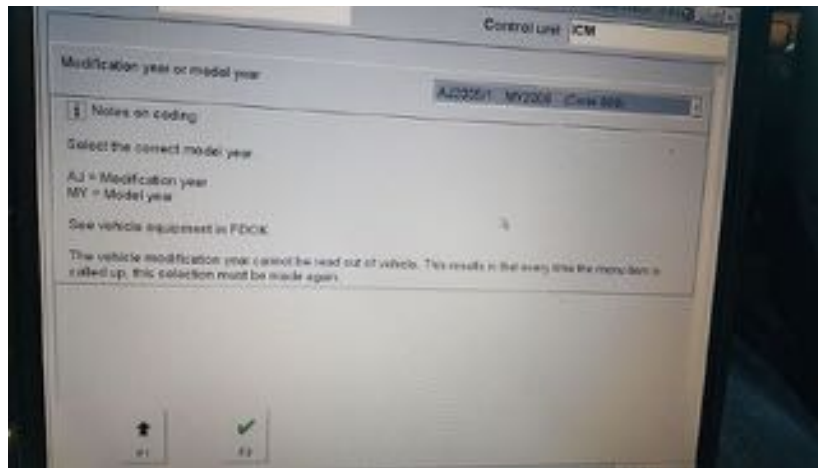 Control unit ICM
Modification year or model year
Notes on coding
Select the correct model year
AJ = Modification year
MY = Model year
See vehicle equipment in FDOK
The vehicle modification year cannot be read out of vehicle. This results in that every time the menu item is
called up, this selection must be made again.
F1 F2